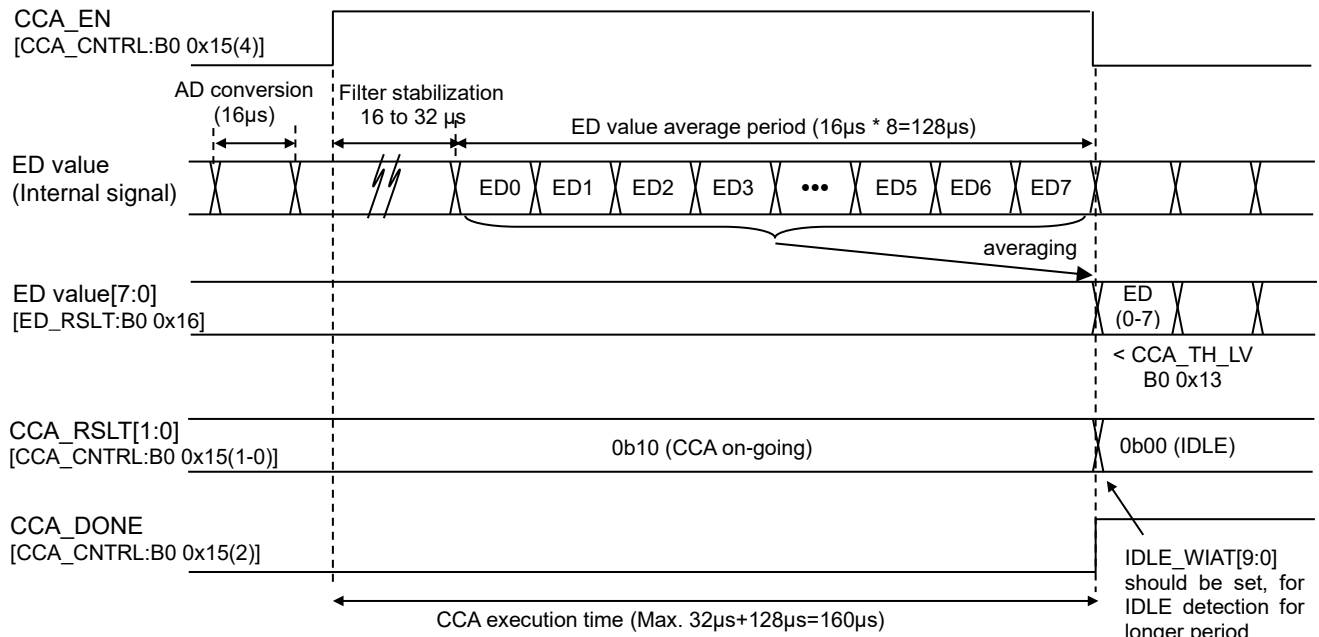 CCA_EN
[CCA_CNTRL:B0 0x15(4)]
AD conversion
(16µs)
Filter stabilization
16 to 32 µs
ED value average period (16µs * 8=128µs)
ED value
(Internal signal)
ED0 ED1 ED2 ED3 ••• ED5 ED6 ED7
averaging
ED value[7:0]
[ED_RSLT:B0 0x16]
ED
(0-7)
< CCA_TH_LV
B0 0x13
CCA_RSLT[1:0]
[CCA_CNTRL:B0 0x15(1-0)]
0b10 (CCA on-going)
0b00 (IDLE)
CCA_DONE
[CCA_CNTRL:B0 0x15(2)]
IDLE_WIAT[9:0]
should be set, for
IDLE detection for
longer period
CCA execution time (Max. 32µs+128µs=160µs)